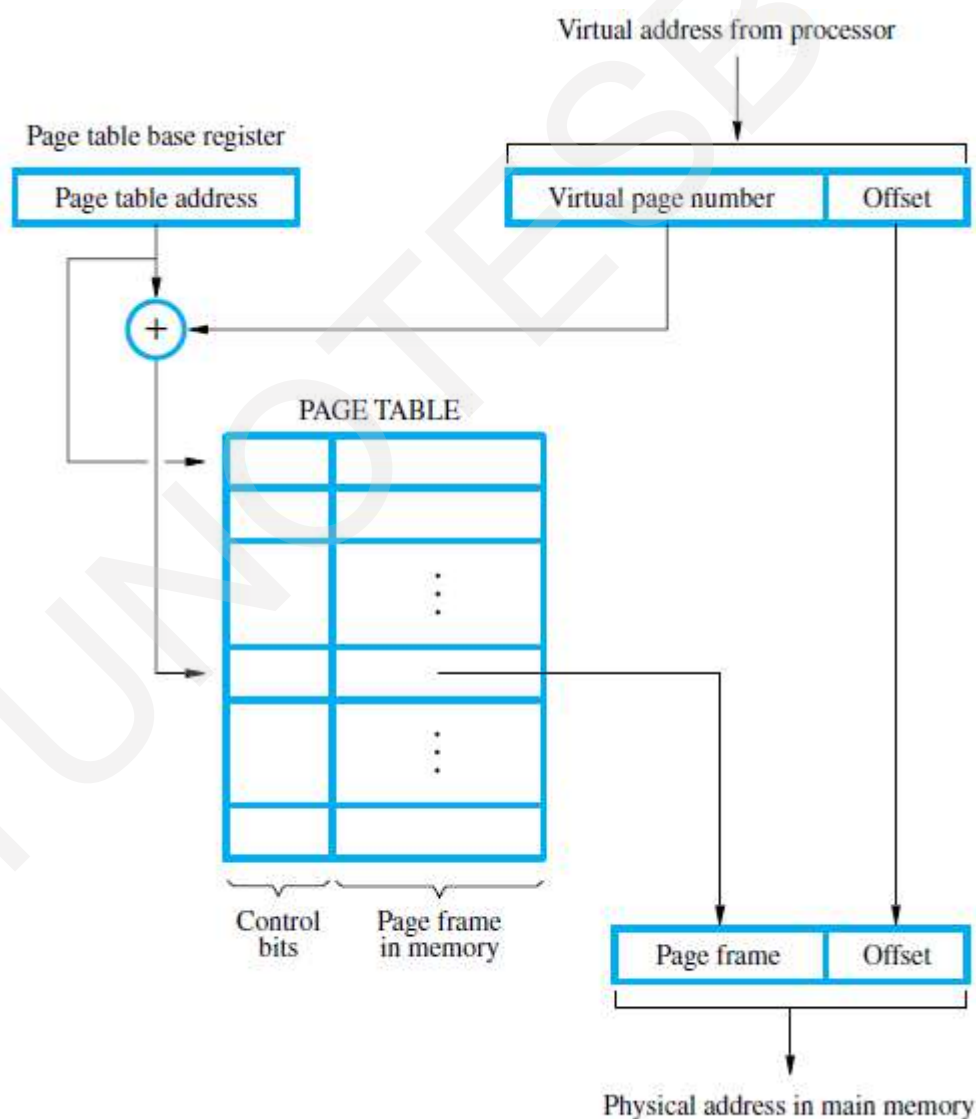 Virtual address from processor
Page table base register
Page table address
Virtual page number
Offset
+
PAGE TABLE
Control
bits
Page frame
in memory
Page frame
Offset
Physical address in main memory